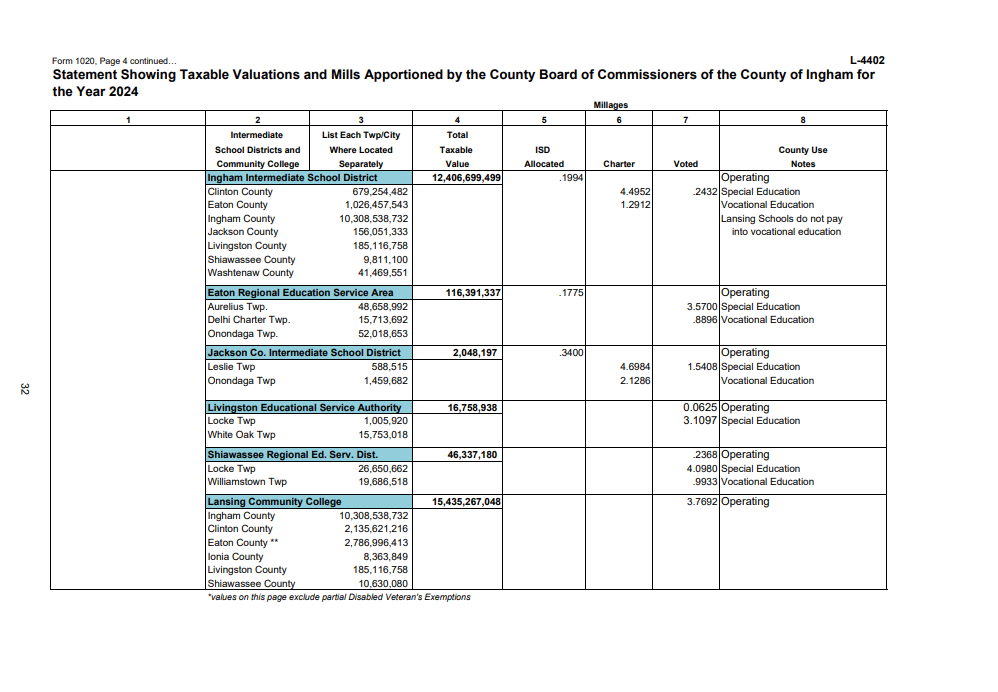 Form 1020, Page 4 continued…
L-4402
Statement Showing Taxable Valuations and Mills Apportioned by the County Board of Commissioners of the County of Ingham for
the Year 2024
Millages
1 2 3 4 5 6 7 8
Intermediate List Each Twp/City Total
School Districts and Where Located Taxable ISD County Use
Community College Separately Value Allocated Charter Voted Notes
Ingham Intermediate School District 12,406,699,499 .1994 Operating
Clinton County 679,254,482 4.4952 .2432 Special Education
Eaton County 1,026,457,543 1.2912 Vocational Education
Ingham County 10,308,538,732 Lansing Schools do not pay
Jackson County 156,051,333 into vocational education
Livingston County 185,116,758
Shiawassee County 9,811,100
Washtenaw County 41,469,551
Eaton Regional Education Service Area 116,391,337 .1775 Operating
Aurelius Twp. 48,658,992 3.5700 Special Education
Delhi Charter Twp. 15,713,692 .8896 Vocational Education
Onondaga Twp. 52,018,653
Jackson Co. Intermediate School District 2,048,197 .3400 Operating
Leslie Twp 588,515 4.6984 1.5408 Special Education
Onondaga Twp 1,459,682 2.1286 Vocational Education
Livingston Educational Service Authority 16,758,938 0.0625 Operating
Locke Twp 1,005,920 3.1097 Special Education
White Oak Twp 15,753,018
Shiawassee Regional Ed. Serv. Dist. 46,337,180 .2368 Operating
Locke Twp 26,650,662 4.0980 Special Education
Williamstown Twp 19,686,518 .9933 Vocational Education
Lansing Community College 15,435,267,048 3.7692 Operating
Ingham County 10,308,538,732
Clinton County 2,135,621,216
Eaton County ** 2,786,996,413
Ionia County 8,363,849
Livingston County 185,116,758
Shiawassee County 10,630,080
*values on this page exclude partial Disabled Veteran's Exemptions
32